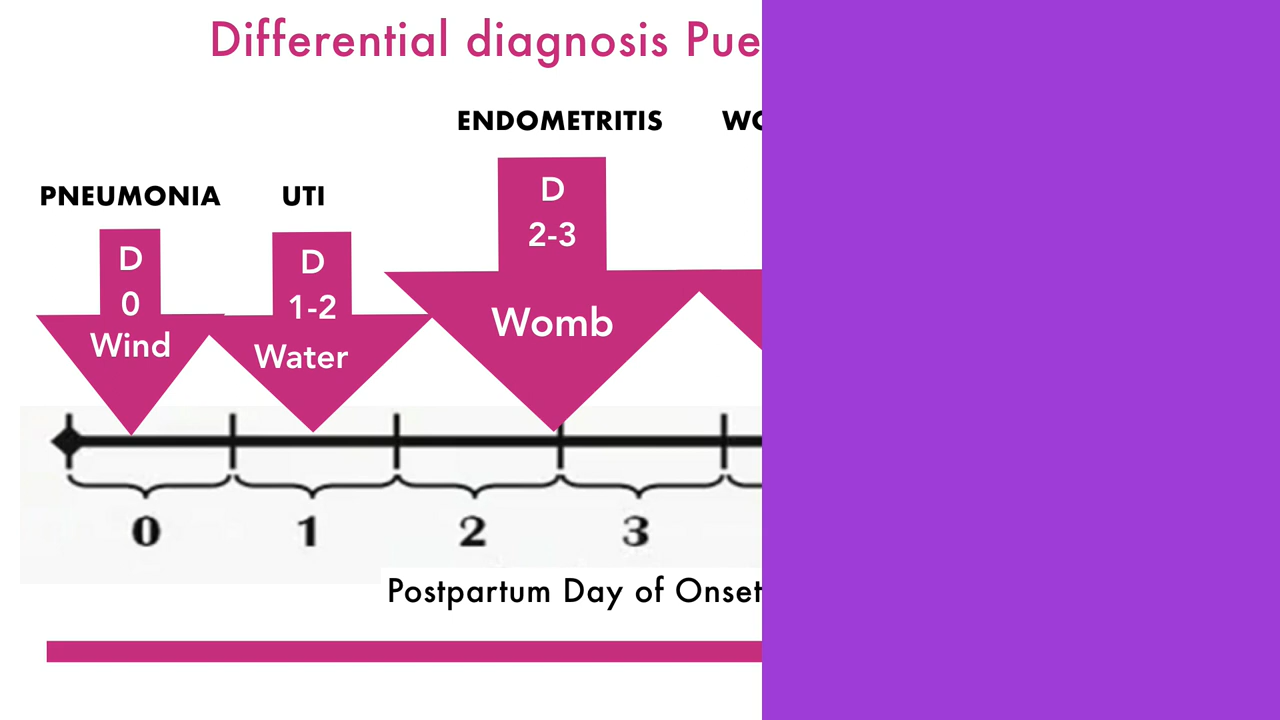 Differential diagnosis
ENDOMETRITIS
PNEUMONIA UTI
D
2-3
D
0
Wind
D
1-2
Water
Womb
0 1 2 3
Postpartum Day of Onset